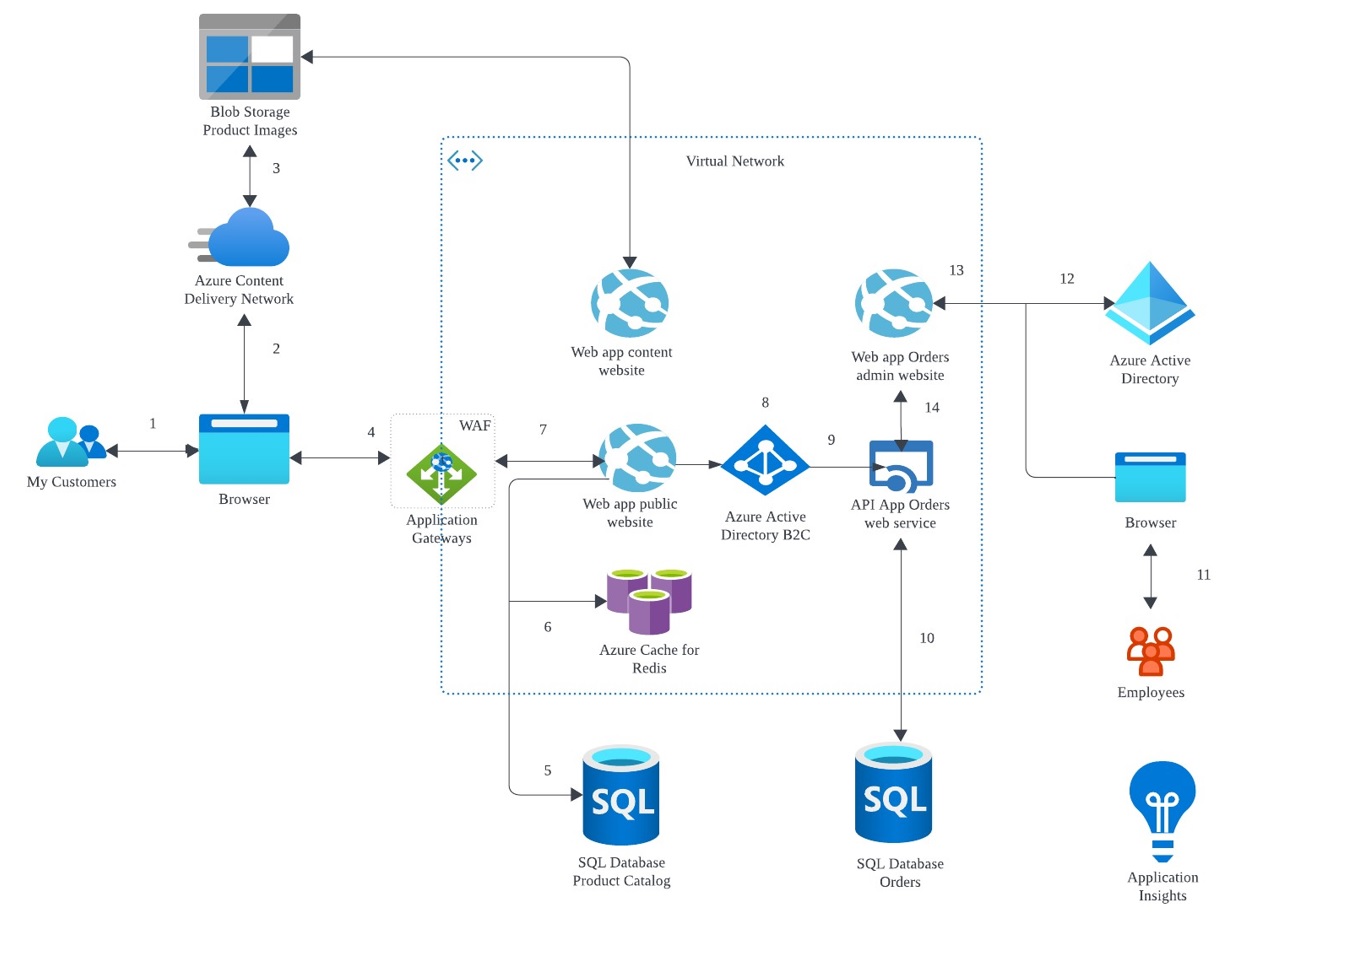 Blob Storage
Product Images
3
Virtual Network
Azure Content
Delivery Network
2
13
12
Web app content
website
Web app Orders
admin website
Azure Active
Directory
1
My Customers
Browser
4
WAF
Application
Gateways
7
Web app public
website
8
Azure Active
Directory B2C
9
14
API App Orders
web service
Browser
11
Employees
6
Azure Cache for
Redis
10
5
SQL
SQL Database
Product Catalog
SQL
SQL Database
Orders
Application
Insights